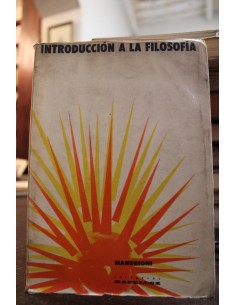 INTRODUCCIÓN A LA FILOSOFÍA
MANDRIONI
EDITORIAL
KAPELUSZ